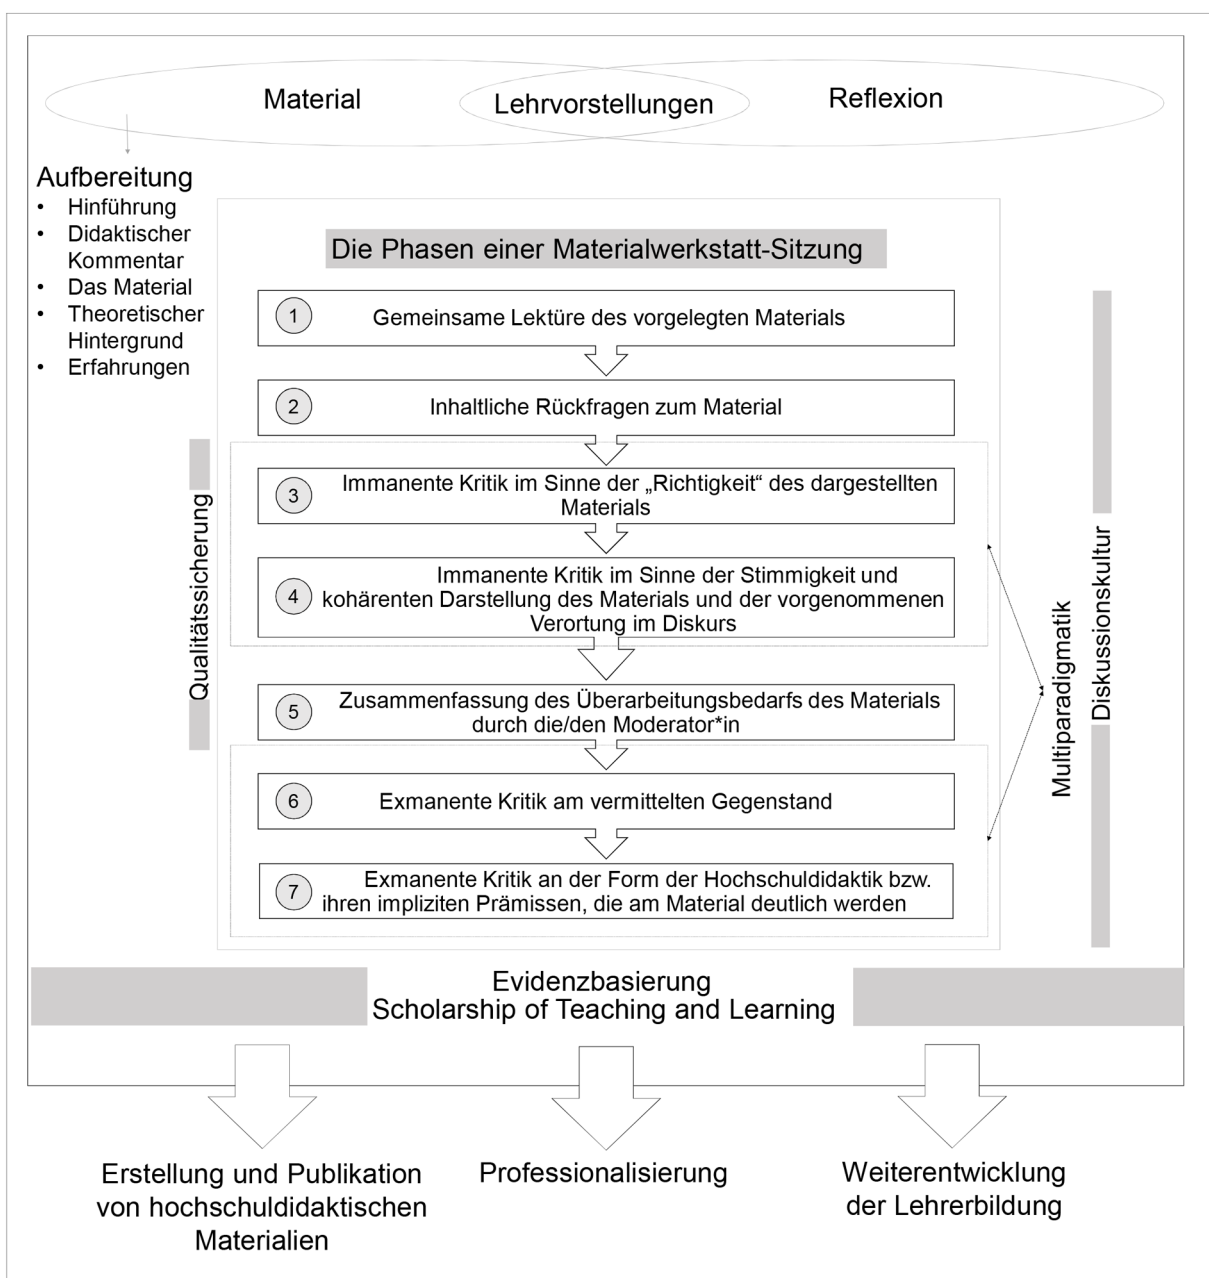 Material
Lehrvorstellungen
Reflexion
Aufbereitung
• Hinführung
• Didaktischer
Kommentar
• Das Material
• Theoretischer
Hintergrund
• Erfahrungen
Die Phasen einer Materialwerkstatt-Sitzung
1 Gemeinsame Lektüre des vorgelegten Materials
2 Inhaltliche Rückfragen zum Material
3 Immanente Kritik im Sinne der „Richtigkeit“ des dargestellten
Materials
4 Immanente Kritik im Sinne der Stimmigkeit und
kohärenten Darstellung des Materials und der vorgenommenen
Verortung im Diskurs
5 Zusammenfassung des Überarbeitungsbedarfs des Materials
durch die/den Moderator*in
6 Exmanente Kritik am vermittelten Gegenstand
7 Exmanente Kritik an der Form der Hochschuldidaktik bzw.
ihren impliziten Prämissen, die am Material deutlich werden
Qualitätssicherung
Multiparadigmatik
Diskussionskultur
Evidenzbasierung
Scholarship of Teaching and Learning
Erstellung und Publikation
von hochschuldidaktischen
Materialien
Professionalisierung
Weiterentwicklung
der Lehrerbildung